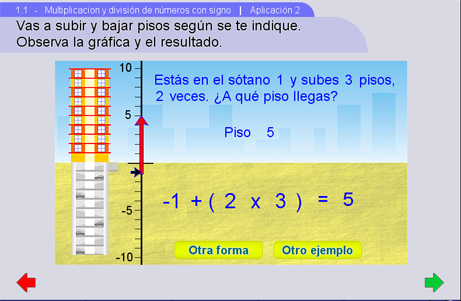 1.1 - Multiplicacion y división de números con signo | Aplicación 2
Vas a subir y bajar pisos según se te indique.
Observa la gráfica y el resultado.
10
Estás en el sótano 1 y subes 3 pisos,
2 veces. ¿A qué piso llegas?
5
Piso 5
-1 + ( 2 x 3 ) = 5
-5
Otra forma
Otro ejemplo
-10